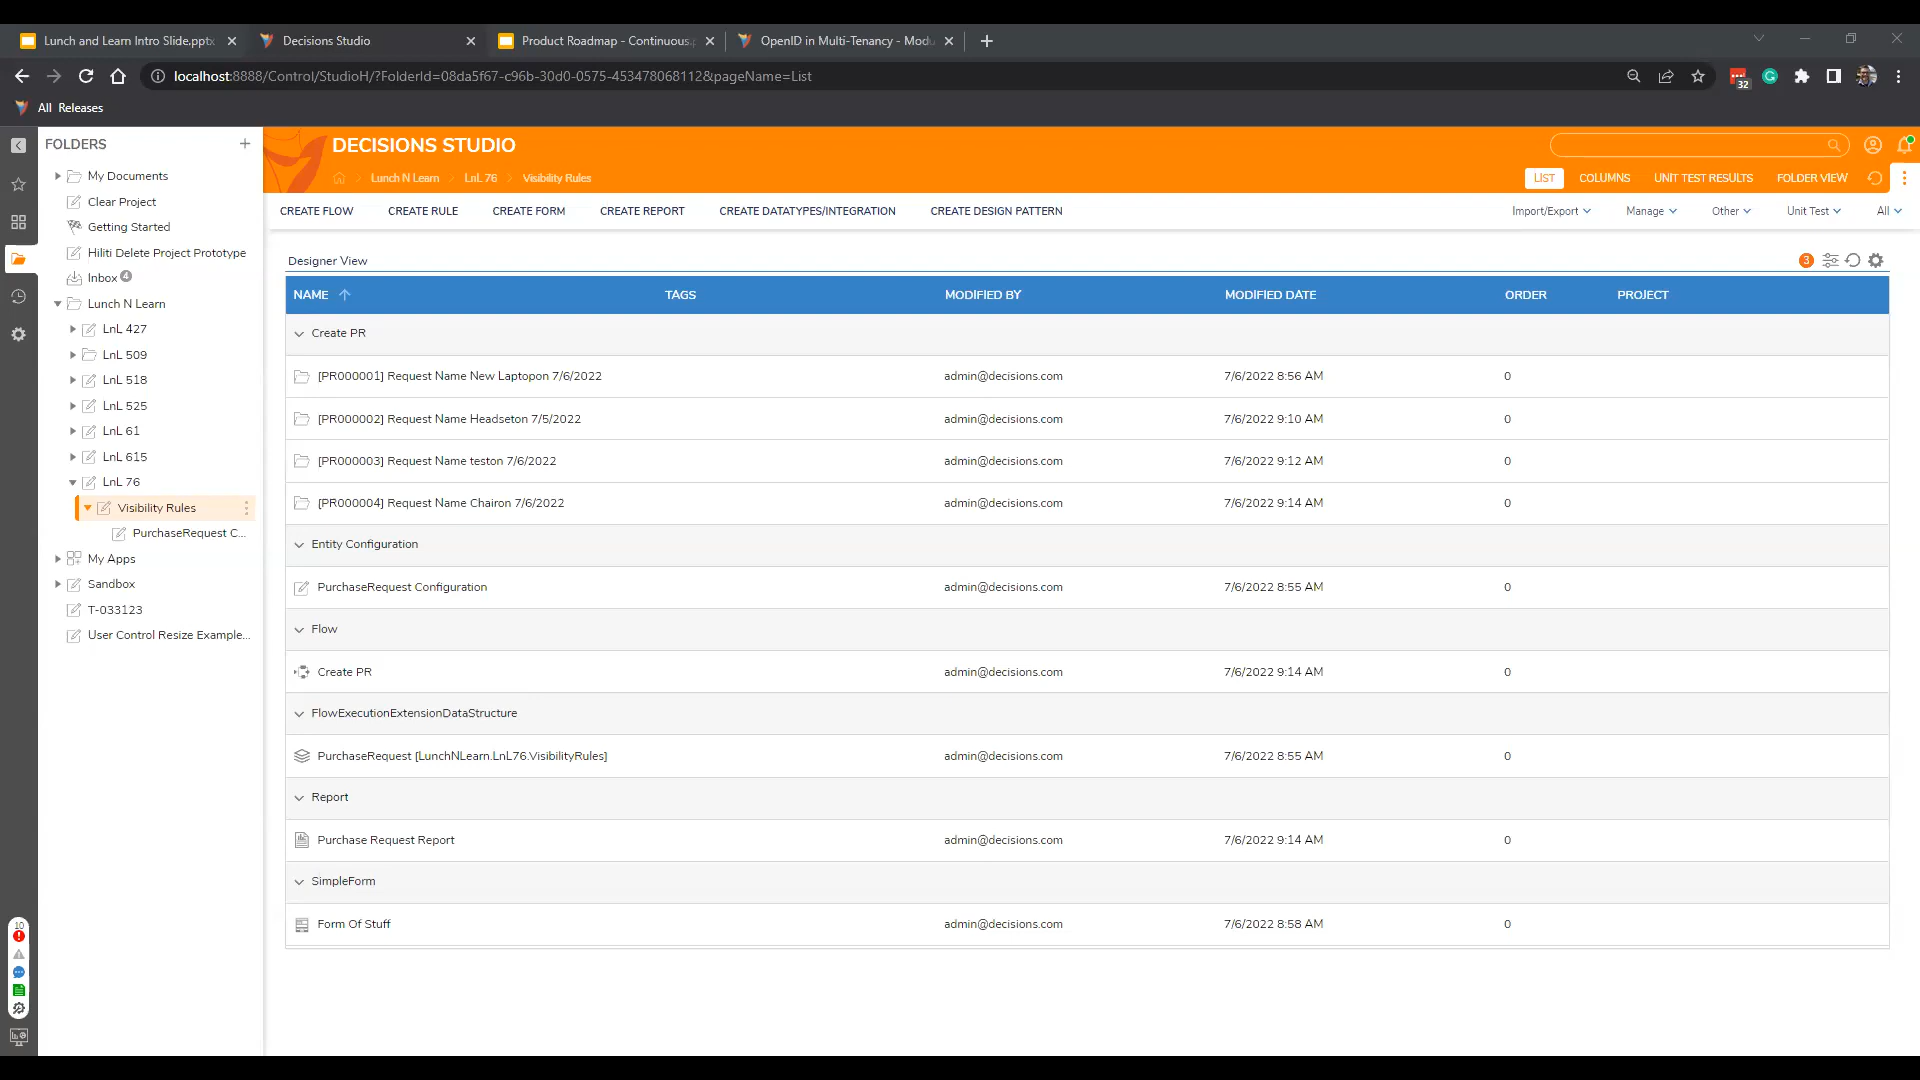 Lunch and Learn Intro Slide.pptx
Decisions Studio
Product Roadmap - Continuous.p
OpenID in Multi-Tenancy - Modu
localhost:8888/Control/StudioH/?FolderId=08da5f67-c96b-30d0-0575-453478068112&pageName=List
32
All Releases
FOLDERS
DECISIONS STUDIO
Lunch N Learn
LnL 76
Visibility Rules
LIST
COLUMNS
UNIT TEST RESULTS
FOLDER VIEW
CREATE FLOW
CREATE RULE
CREATE FORM
CREATE REPORT
CREATE DATATYPES/INTEGRATION
CREATE DESIGN PATTERN
Import/Export
Manage
Other
Unit Test
All
My Documents
Clear Project
Getting Started
Hiliti Delete Project Prototype
Inbox 4
Lunch N Learn
LnL 427
LnL 509
LnL 518
LnL 525
LnL 61
LnL 615
LnL 76
Visibility Rules
PurchaseRequest C...
My Apps
Sandbox
T-033123
User Control Resize Example...
10
Designer View
3
NAME TAGS MODIFIED BY MODIFIED DATE ORDER PROJECT
Create PR
[PR000001] Request Name New Laptopon 7/6/2022 admin@decisions.com 7/6/2022 8:56 AM 0
[PR000002] Request Name Headseton 7/5/2022 admin@decisions.com 7/6/2022 9:10 AM 0
[PR000003] Request Name teston 7/6/2022 admin@decisions.com 7/6/2022 9:12 AM 0
[PR000004] Request Name Chairon 7/6/2022 admin@decisions.com 7/6/2022 9:14 AM 0
Entity Configuration
PurchaseRequest Configuration admin@decisions.com 7/6/2022 8:55 AM 0
Flow
Create PR admin@decisions.com 7/6/2022 9:14 AM 0
FlowExecutionExtensionDataStructure
PurchaseRequest [LunchNLearn.LnL76.VisibilityRules] admin@decisions.com 7/6/2022 8:55 AM 0
Report
Purchase Request Report admin@decisions.com 7/6/2022 9:14 AM 0
SimpleForm
Form Of Stuff admin@decisions.com 7/6/2022 8:58 AM 0